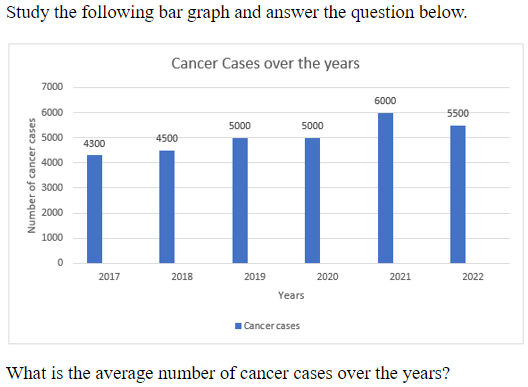 Study the following bar graph and answer the question below.
Cancer Cases over the years
Number of cancer cases
7000
6000
5000
4000
3000
2000
1000
0
4300
4500
5000
5000
6000
5500
2017 2018 2019 2020 2021 2022
Years
Cancer cases
What is the average number of cancer cases over the years?